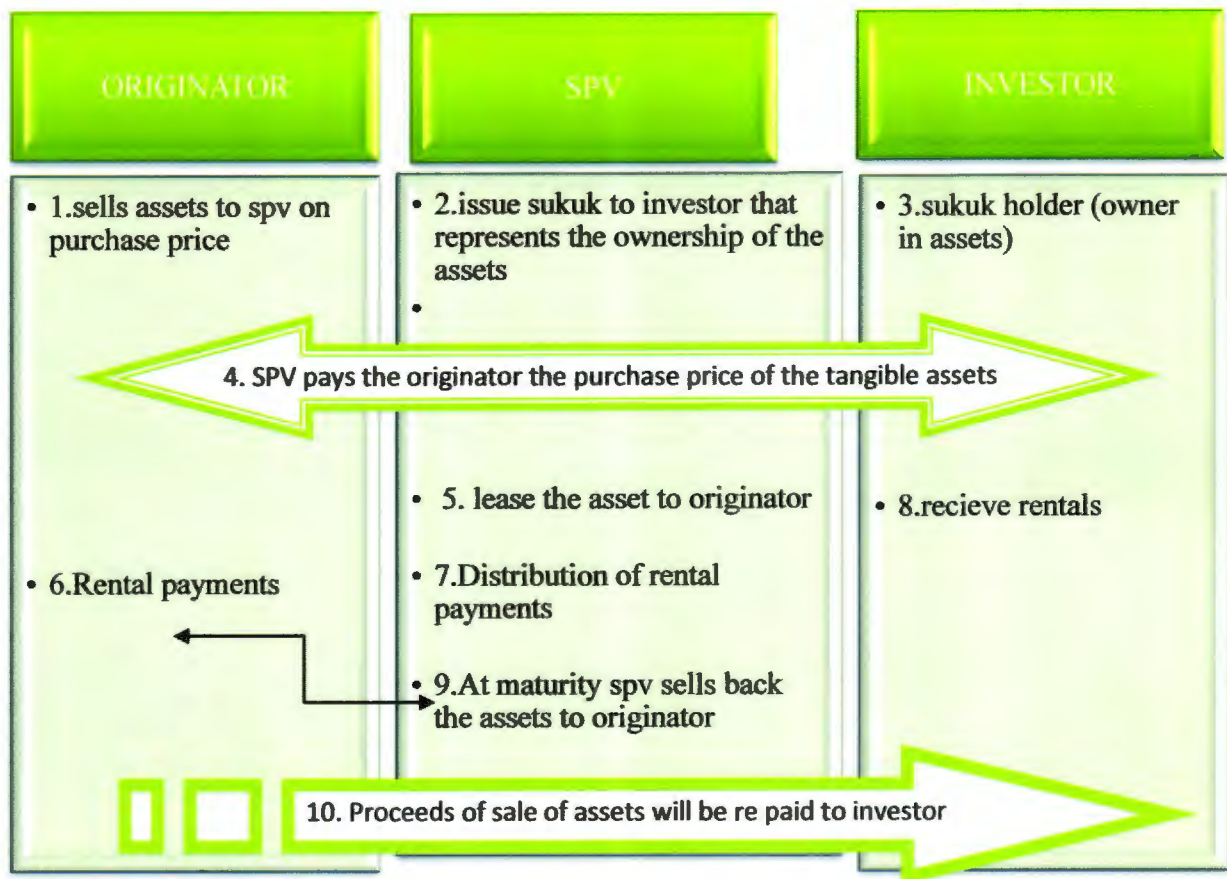 ORIGINATOR
SPV
INVESTOR
• 1.sells assets to spv on
purchase price
• 2.issue sukuk to investor that
represents the ownership of the
assets
•
• 3.sukuk holder (owner
in assets)
4. SPV pays the originator the purchase price of the tangible assets
• 5. lease the asset to originator
• 8.recieve rentals
• 6.Rental payments
• 7.Distribution of rental
payments
• 9.At maturity spv sells back
the assets to originator
10. Proceeds of sale of assets will be re paid to investor